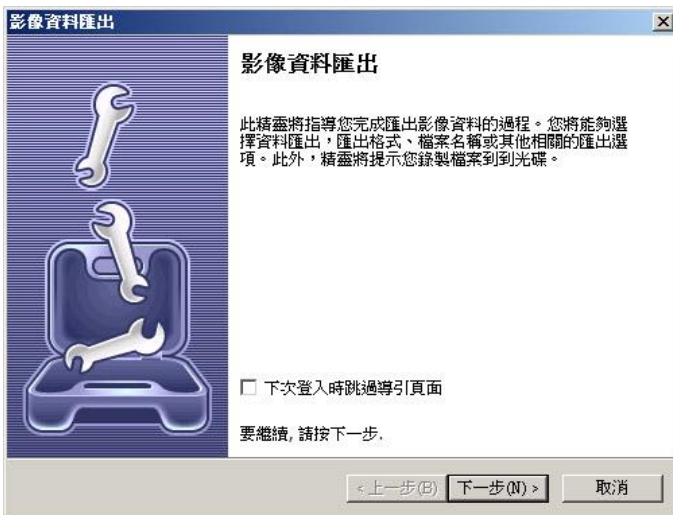 影像資料匯出
影像資料匯出
此精靈將指導您完成匯出影像資料的過程。您將能夠選
擇資料匯出，匯出格式、檔案名稱或其他相關的匯出選
項。此外，精靈將提示您錄製檔案到到光碟。
下次登入時跳過導引頁面
要繼續, 請按下一步.
<上一步(B) 下一步(N) > 取消